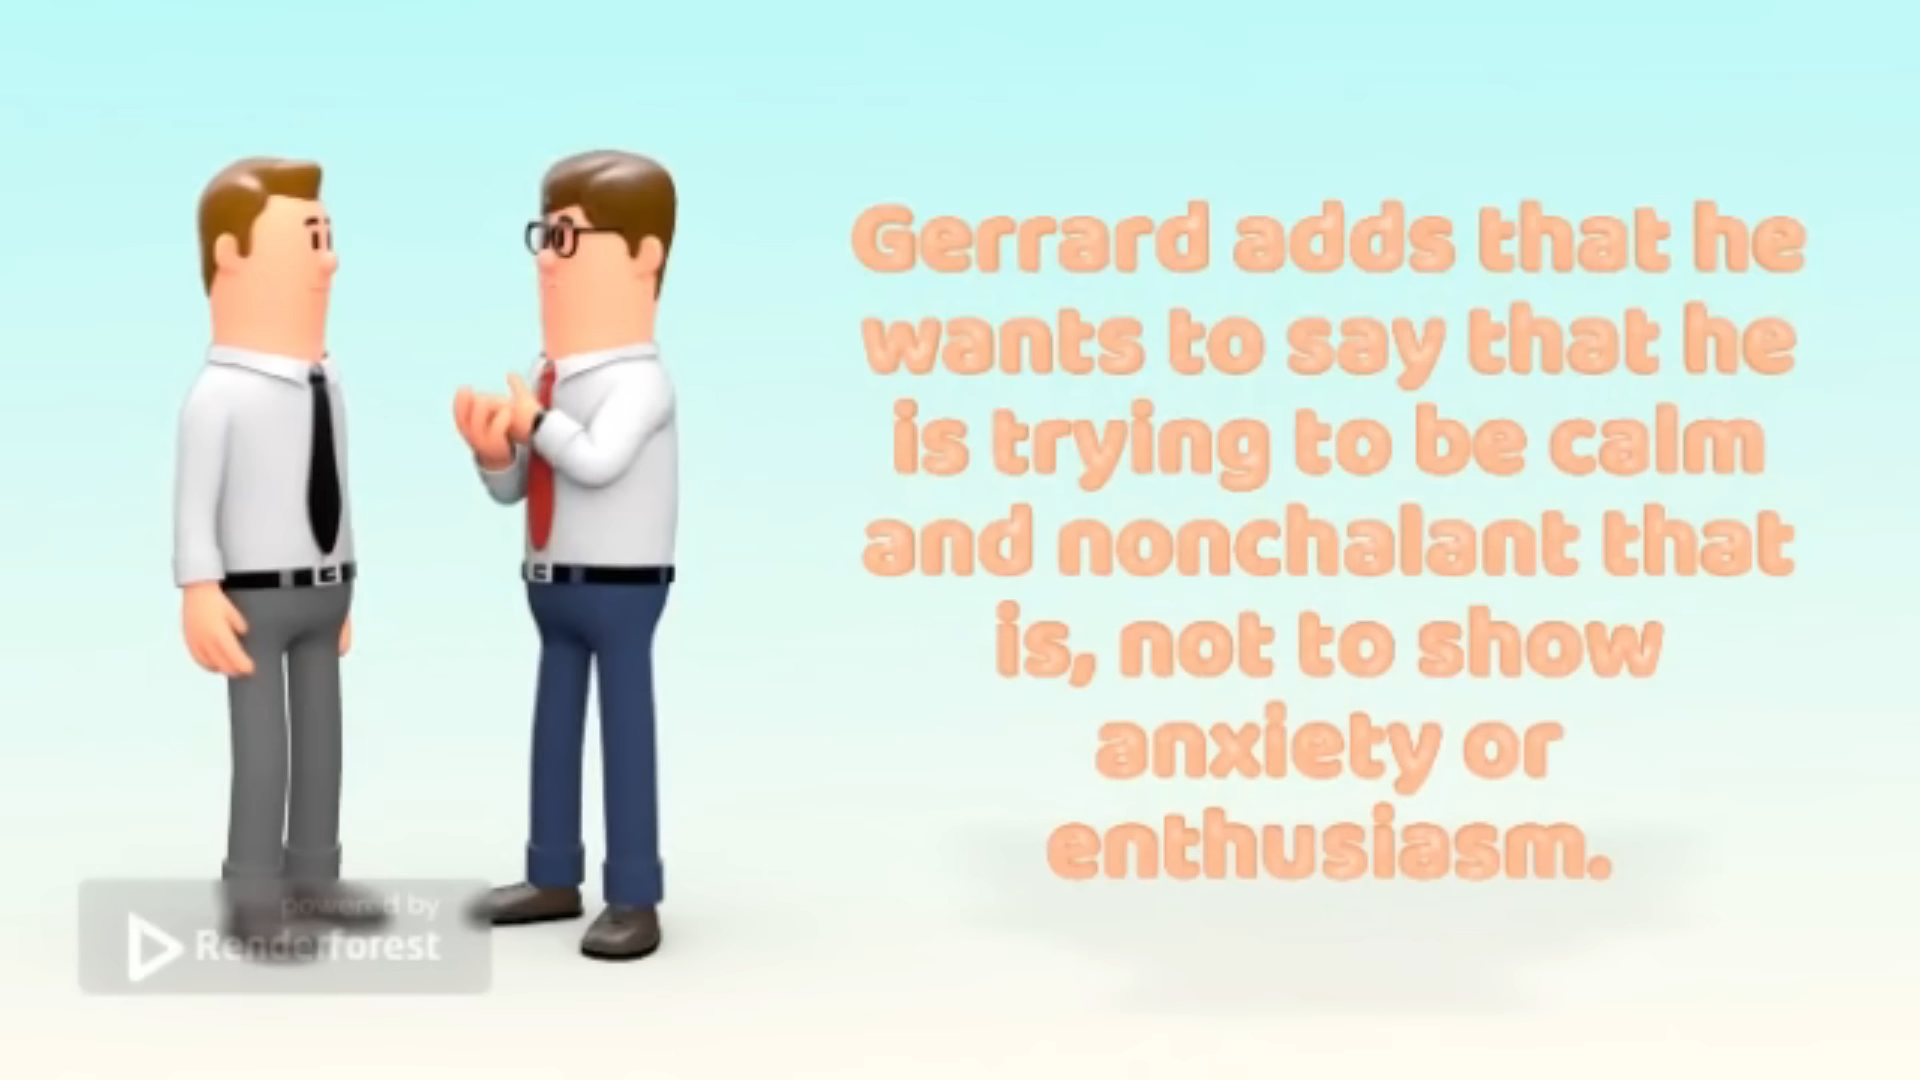 Gerrard adds that he
wants to say that he
is trying to be calm
and nonchalant that
is, not to show
anxiety or
enthusiasm.
powered by
Renderforest